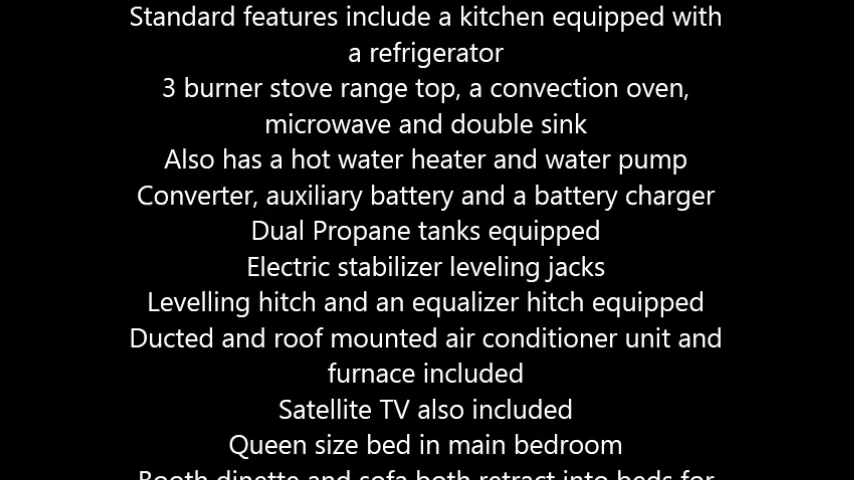 Standard features include a kitchen equipped with
a refrigerator
3 burner stove range top, a convection oven,
microwave and double sink
Also has a hot water heater and water pump
Converter, auxiliary battery and a battery charger
Dual Propane tanks equipped
Electric stabilizer leveling jacks
Levelling hitch and an equalizer hitch equipped
Ducted and roof mounted air conditioner unit and
furnace included
Satellite TV also included
Queen size bed in main bedroom
Booth dinette and sofa both retract into beds for